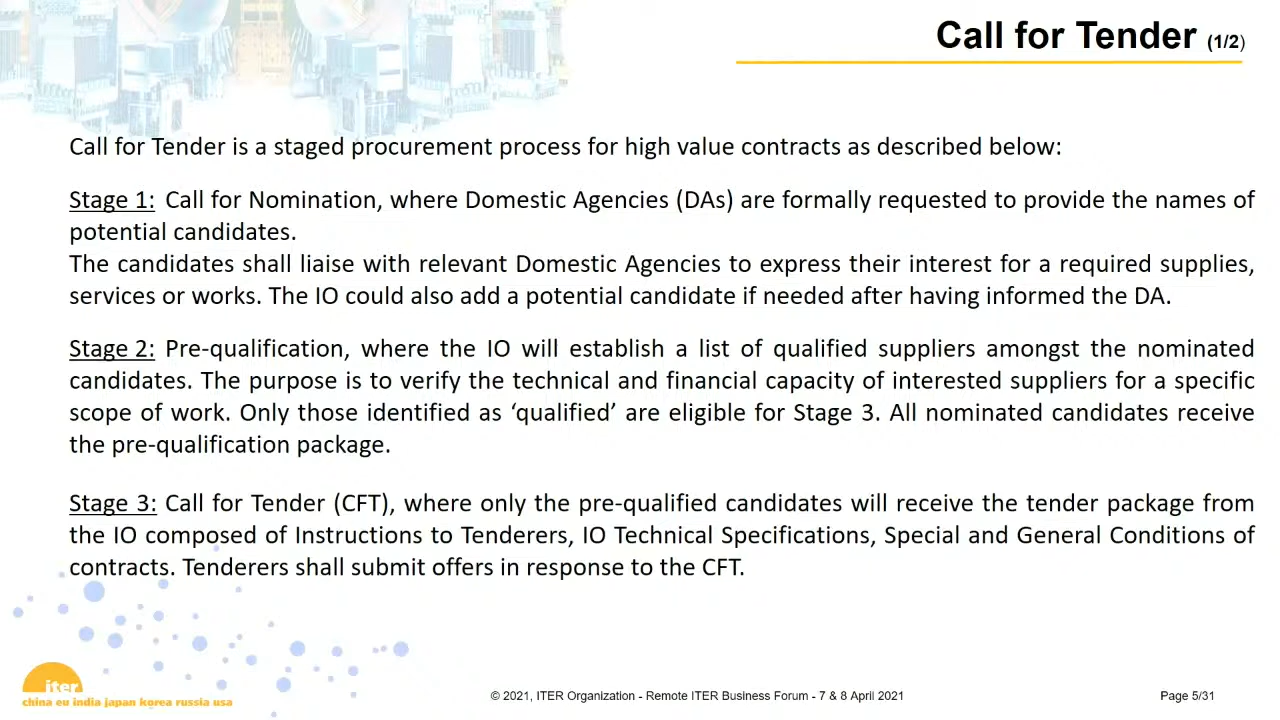 Call for Tender (1/2)
Call for Tender is a staged procurement process for high value contracts as described below:
Stage 1: Call for Nomination, where Domestic Agencies (DAs) are formally requested to provide the names of
potential candidates.
The candidates shall liaise with relevant Domestic Agencies to express their interest for a required supplies,
services or works. The IO could also add a potential candidate if needed after having informed the DA.
Stage 2: Pre-qualification, where the IO will establish a list of qualified suppliers amongst the nominated
candidates. The purpose is to verify the technical and financial capacity of interested suppliers for a specific
scope of work. Only those identified as ‘qualified’ are eligible for Stage 3. All nominated candidates receive
the pre-qualification package.
Stage 3: Call for Tender (CFT), where only the pre-qualified candidates will receive the tender package from
the IO composed of Instructions to Tenderers, IO Technical Specifications, Special and General Conditions of
contracts. Tenderers shall submit offers in response to the CFT.
iter
china eu india japan korea russia usa
© 2021, ITER Organization - Remote ITER Business Forum - 7 & 8 April 2021
Page 5/31